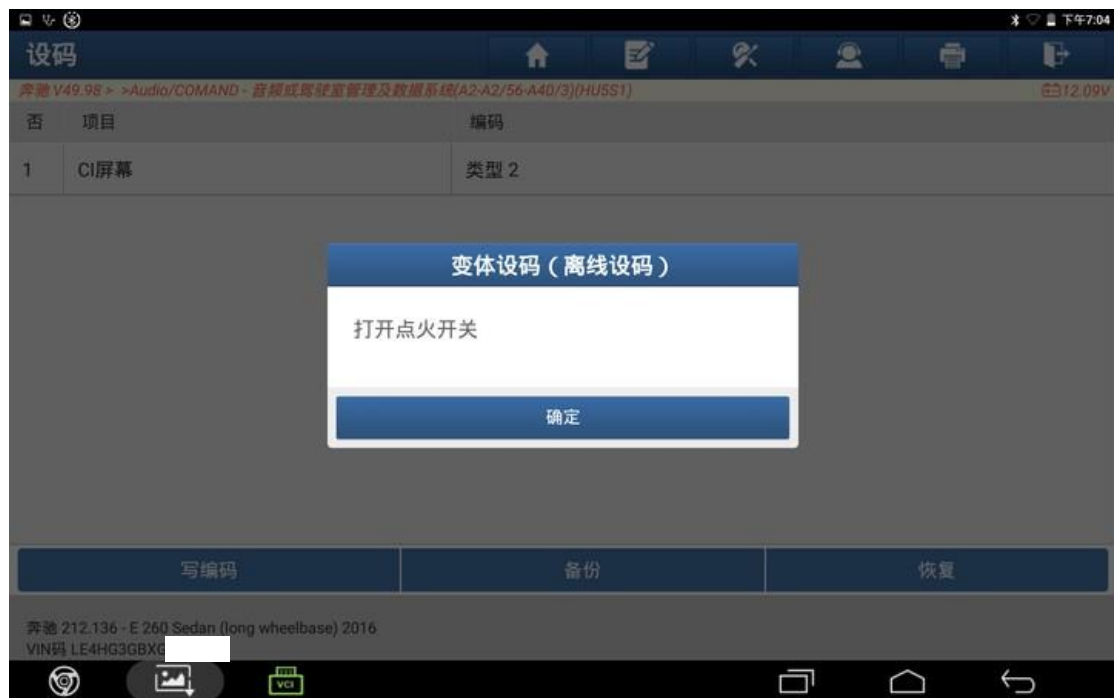 下午7:04
设码
奔驰 V49.98 > >Audio/COMAND - 音频或驾驶室管理及数据系统(A2-A2/56-A40/3)(HU5S1) 12.09V
否 项目 编码
1 CI屏幕 类型 2
变体设码（离线设码）
打开点火开关
确定
写编码 备份 恢复
奔驰 212.136 - E 260 Sedan (long wheelbase) 2016
VIN码 LE4HG3GBXG
VCI